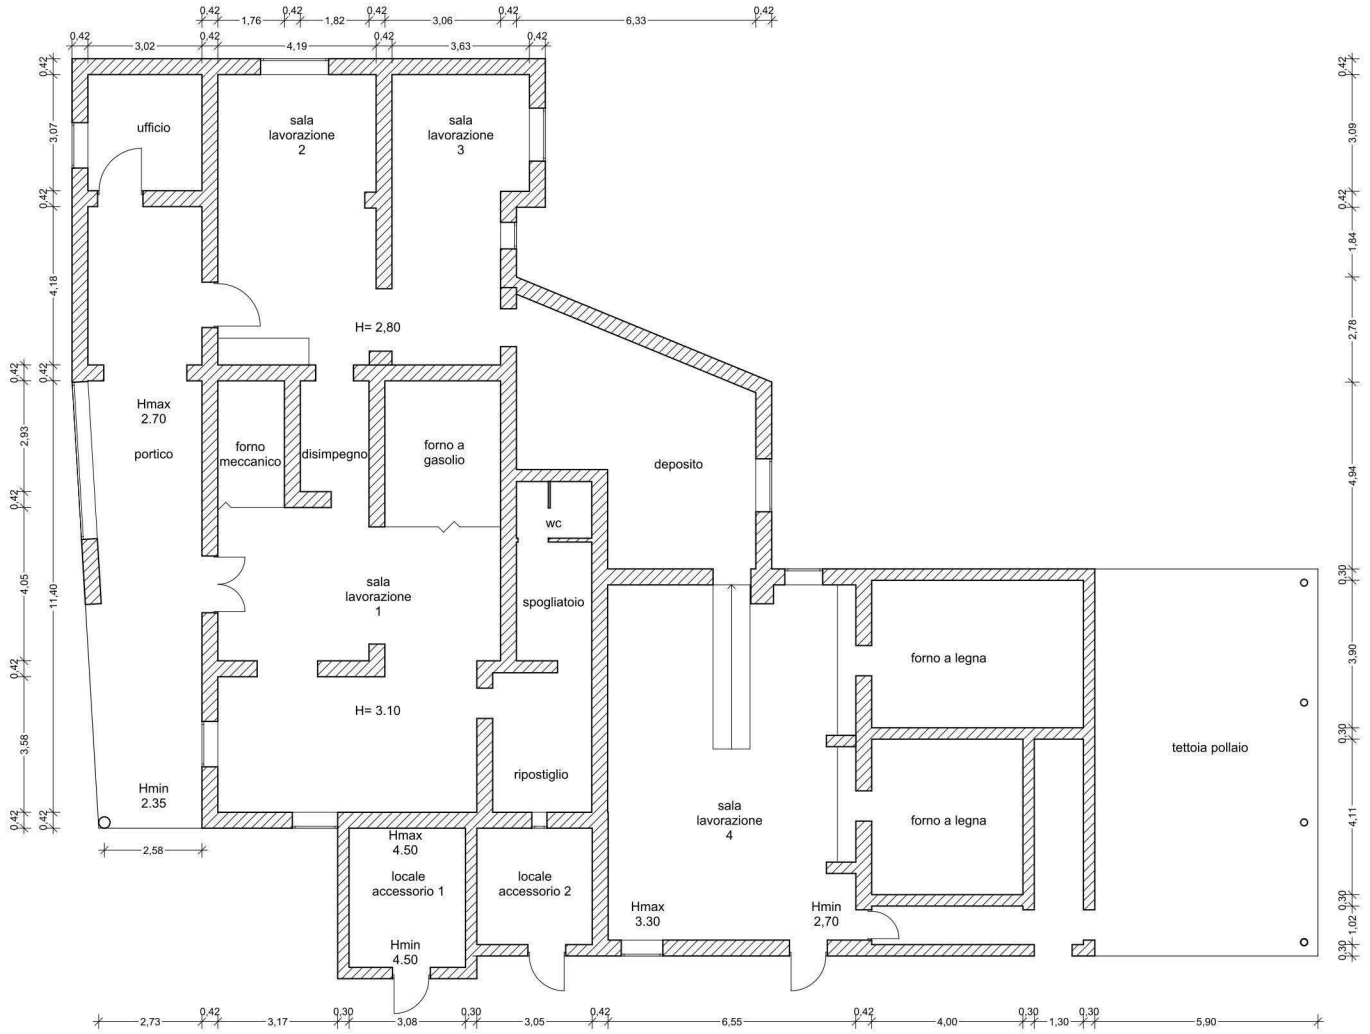 0,42
0,42
0,42
0,42
0,42
0,42
1,76
1,82
3,06
6,33
0,42
0,42
0,42
0,42
3,02
4,19
3,63
0,42
3,07
0,42
4,18
0,42
11,40
0,42
0,42
2,93
0,42
4,05
0,42
3,58
0,42
ufficio
sala
lavorazione
2
sala
lavorazione
3
H= 2,80
Hmax
2.70
portico
forno
meccanico
disimpegno
forno a
gasolio
deposito
wc
sala
lavorazione
1
spogliatoio
forno a legna
H= 3.10
tettoia pollaio
ripostiglio
Hmin
2.35
sala
lavorazione
4
forno a legna
Hmax
4.50
locale
accessorio 1
Hmin
4.50
locale
accessorio 2
Hmax
3.30
Hmin
2,70
2,58
0,42
3,09
0,42
1,84
2,78
4,94
0,30
3,90
0,30
4,11
0,30
1,02
0,30
0,42
0,30
0,30
0,42
0,42
0,30
0,30
2,73
3,17
3,08
3,05
6,55
4,00
1,30
5,90